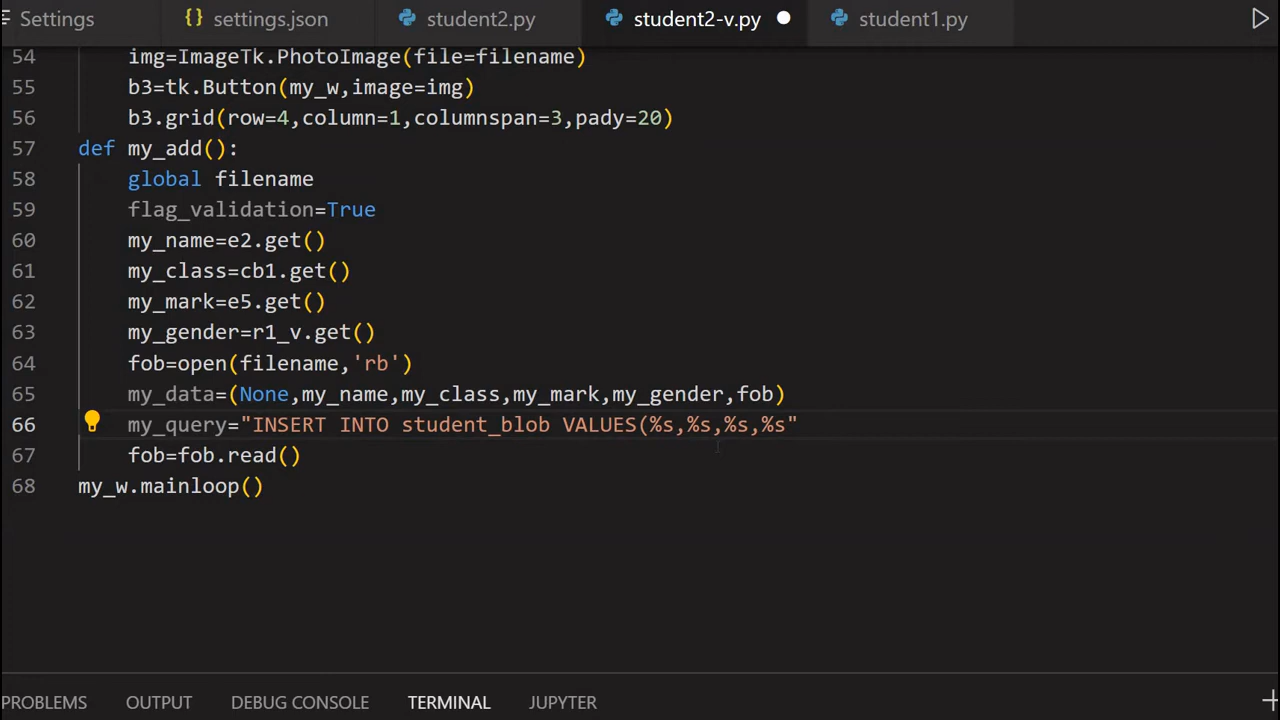 Settings settings.json student2.py student2-v.py student1.py
54 img=ImageTk.PhotoImage(file=filename)
55 b3=tk.Button(my_w,image=img)
56 b3.grid(row=4,column=1,columnspan=3,pady=20)
57 def my_add():
58 global filename
59 flag_validation=True
60 my_name=e2.get()
61 my_class=cb1.get()
62 my_mark=e5.get()
63 my_gender=r1_v.get()
64 fob=open(filename,'rb')
65 my_data=(None,my_name,my_class,my_mark,my_gender,fob)
66 my_query="INSERT INTO student_blob VALUES(%s,%s,%s,%s"
67 fob=fob.read()
68 my_w.mainloop()
PROBLEMS OUTPUT DEBUG CONSOLE TERMINAL JUPYTER